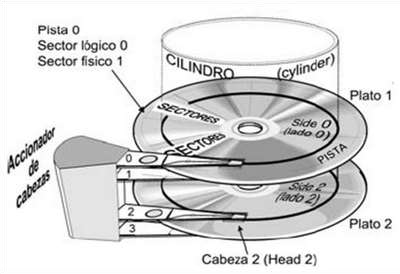 Pista 0
Sector lógico 0
Sector físico 1
CILINDRO (cylinder)
Plato 1
SECTORES
Side 0
(lado 0)
ECTORES
PISTA
Accionador
de
cabezas
0
1
2
3
Side 2
(lado 2)
Plato 2
Cabeza 2 (Head 2)